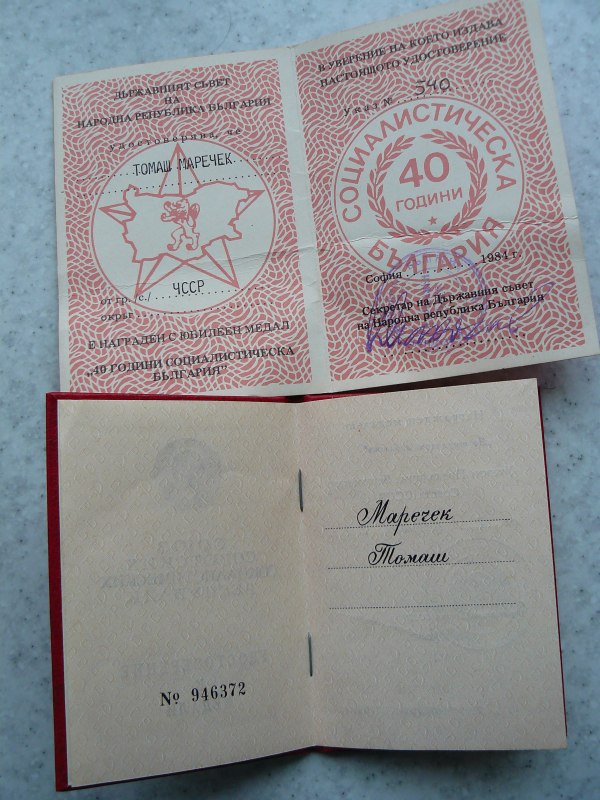 ДЪРЖАВНИЯТ СЪВЕТ
НА
НАРОДНА РЕПУБЛИКА БЪЛГАРИЯ
удостоверява, че
ТОМАШ МАРЕЧЕК
от гр./с./ ЧССР
окръг
Е НАГРАДЕН С ЮБИЛЕЕН МЕДАЛ
„40 ГОДИНИ СОЦИАЛИСТИЧЕСКА
БЪЛГАРИЯ"
В УВЕРЕНИЕ НА КОЕТО ИЗДАВА
НАСТОЯЩОТО УДОСТОВЕРЕНИЕ
Указ № 340
СОЦИАЛИСТИЧЕСКА
40
ГОДИНИ
БЪЛГАРИЯ
София 1984 г.
Секретар на Държавния съвет
на Народна република България
Маречек
Томаш
№ 946372